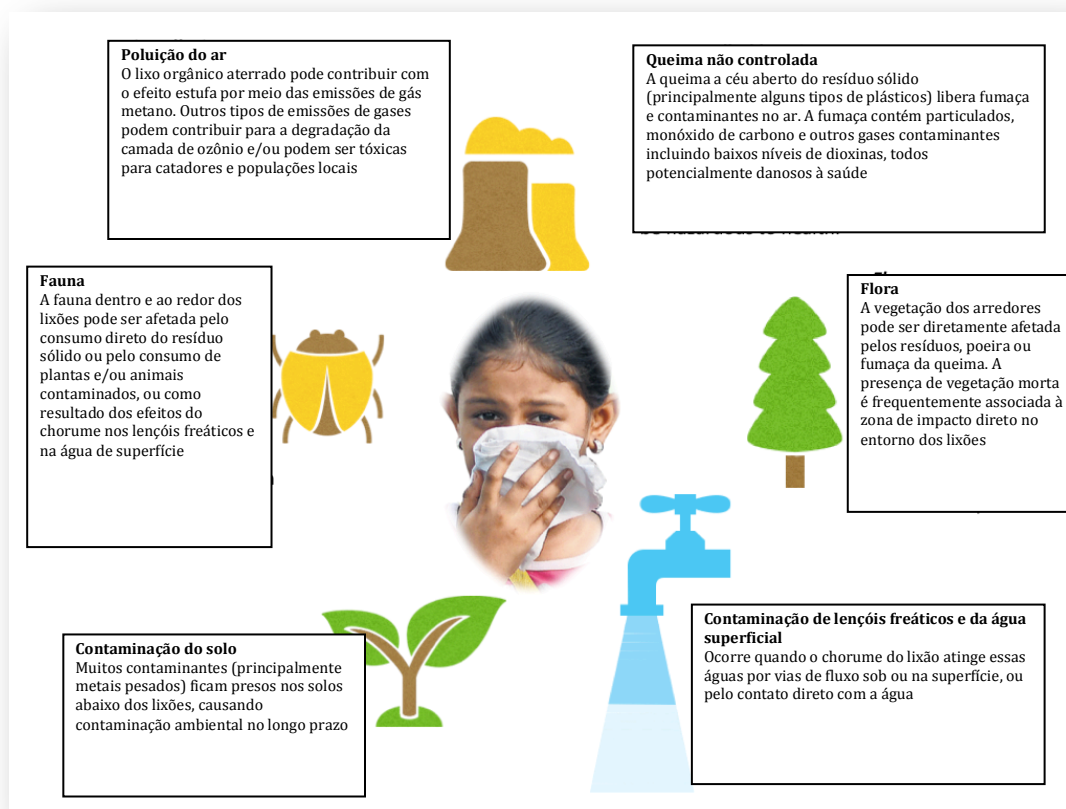 Poluição do ar
O lixo orgânico aterrado pode contribuir com
o efeito estufa por meio das emissões de gás
metano. Outros tipos de emissões de gases
podem contribuir para a degradação da
camada de ozônio e/ou podem ser tóxicas
para catadores e populações locais
Queima não controlada
A queima a céu aberto do resíduo sólido
(principalmente alguns tipos de plásticos) libera fumaça
e contaminantes no ar. A fumaça contém particulados,
monóxido de carbono e outros gases contaminantes
incluindo baixos níveis de dioxinas, todos
potencialmente danosos à saúde
Fauna
A fauna dentro e ao redor dos
lixões pode ser afetada pelo
consumo direto do resíduo
sólido ou pelo consumo de
plantas e/ou animais
contaminados, ou como
resultado dos efeitos do
chorume nos lençóis freáticos e
na água de superfície
Flora
A vegetação dos arredores
pode ser diretamente afetada
pelos resíduos, poeira ou
fumaça da queima. A
presença de vegetação morta
é frequentemente associada à
zona de impacto direto no
entorno dos lixões
Contaminação do solo
Muitos contaminantes (principalmente
metais pesados) ficam presos nos solos
abaixo dos lixões, causando
contaminação ambiental no longo prazo
Contaminação de lençóis freáticos e da água
superficial
Ocorre quando o chorume do lixão atinge essas
águas por vias de fluxo sob ou na superfície, ou
pelo contato direto com a água